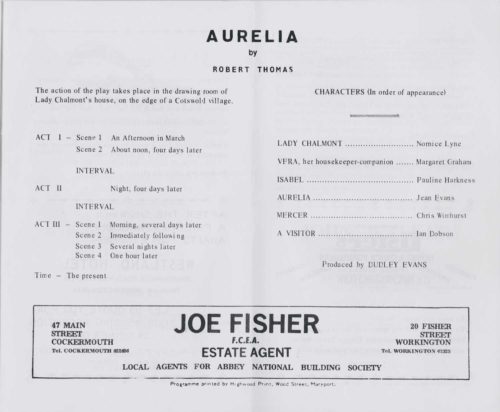 AURELIA
by
ROBERT THOMAS
The action of the play takes place in the drawing room of
Lady Chalmont's house, on the edge of a Cotswold village.
ACT I – Scene 1 An Afternoon in March
Scene 2 About noon, four days later
INTERVAL
ACT II Night, four days later
INTERVAL
ACT III – Scene 1 Morning, several days later
Scene 2 Immediately following
Scene 3 Several nights later
Scene 4 One hour later
Time – The present
CHARACTERS (In order of appearance)
LADY CHALMONT ............................ Nornice Lyne
VERA, her housekeeper-companion ....... Margaret Graham
ISABEL ........................................... Pauline Harkness
AURELIA ......................................... Jean Evans
MERCER ......................................... Chris Winhurst
A VISITOR ...................................... Ian Dobson
Produced by DUDLEY EVANS
47 MAIN
STREET
COCKERMOUTH
Tel. COCKERMOUTH
JOE FISHER
F.C.E.A.
ESTATE AGENT
20 FISHER
STREET
WORKINGTON
Tel. WORKINGTON
LOCAL AGENTS FOR ABBEY NATIONAL BUILDING SOCIETY
Programme printed by Highwood Print, Wood Street, Maryport.